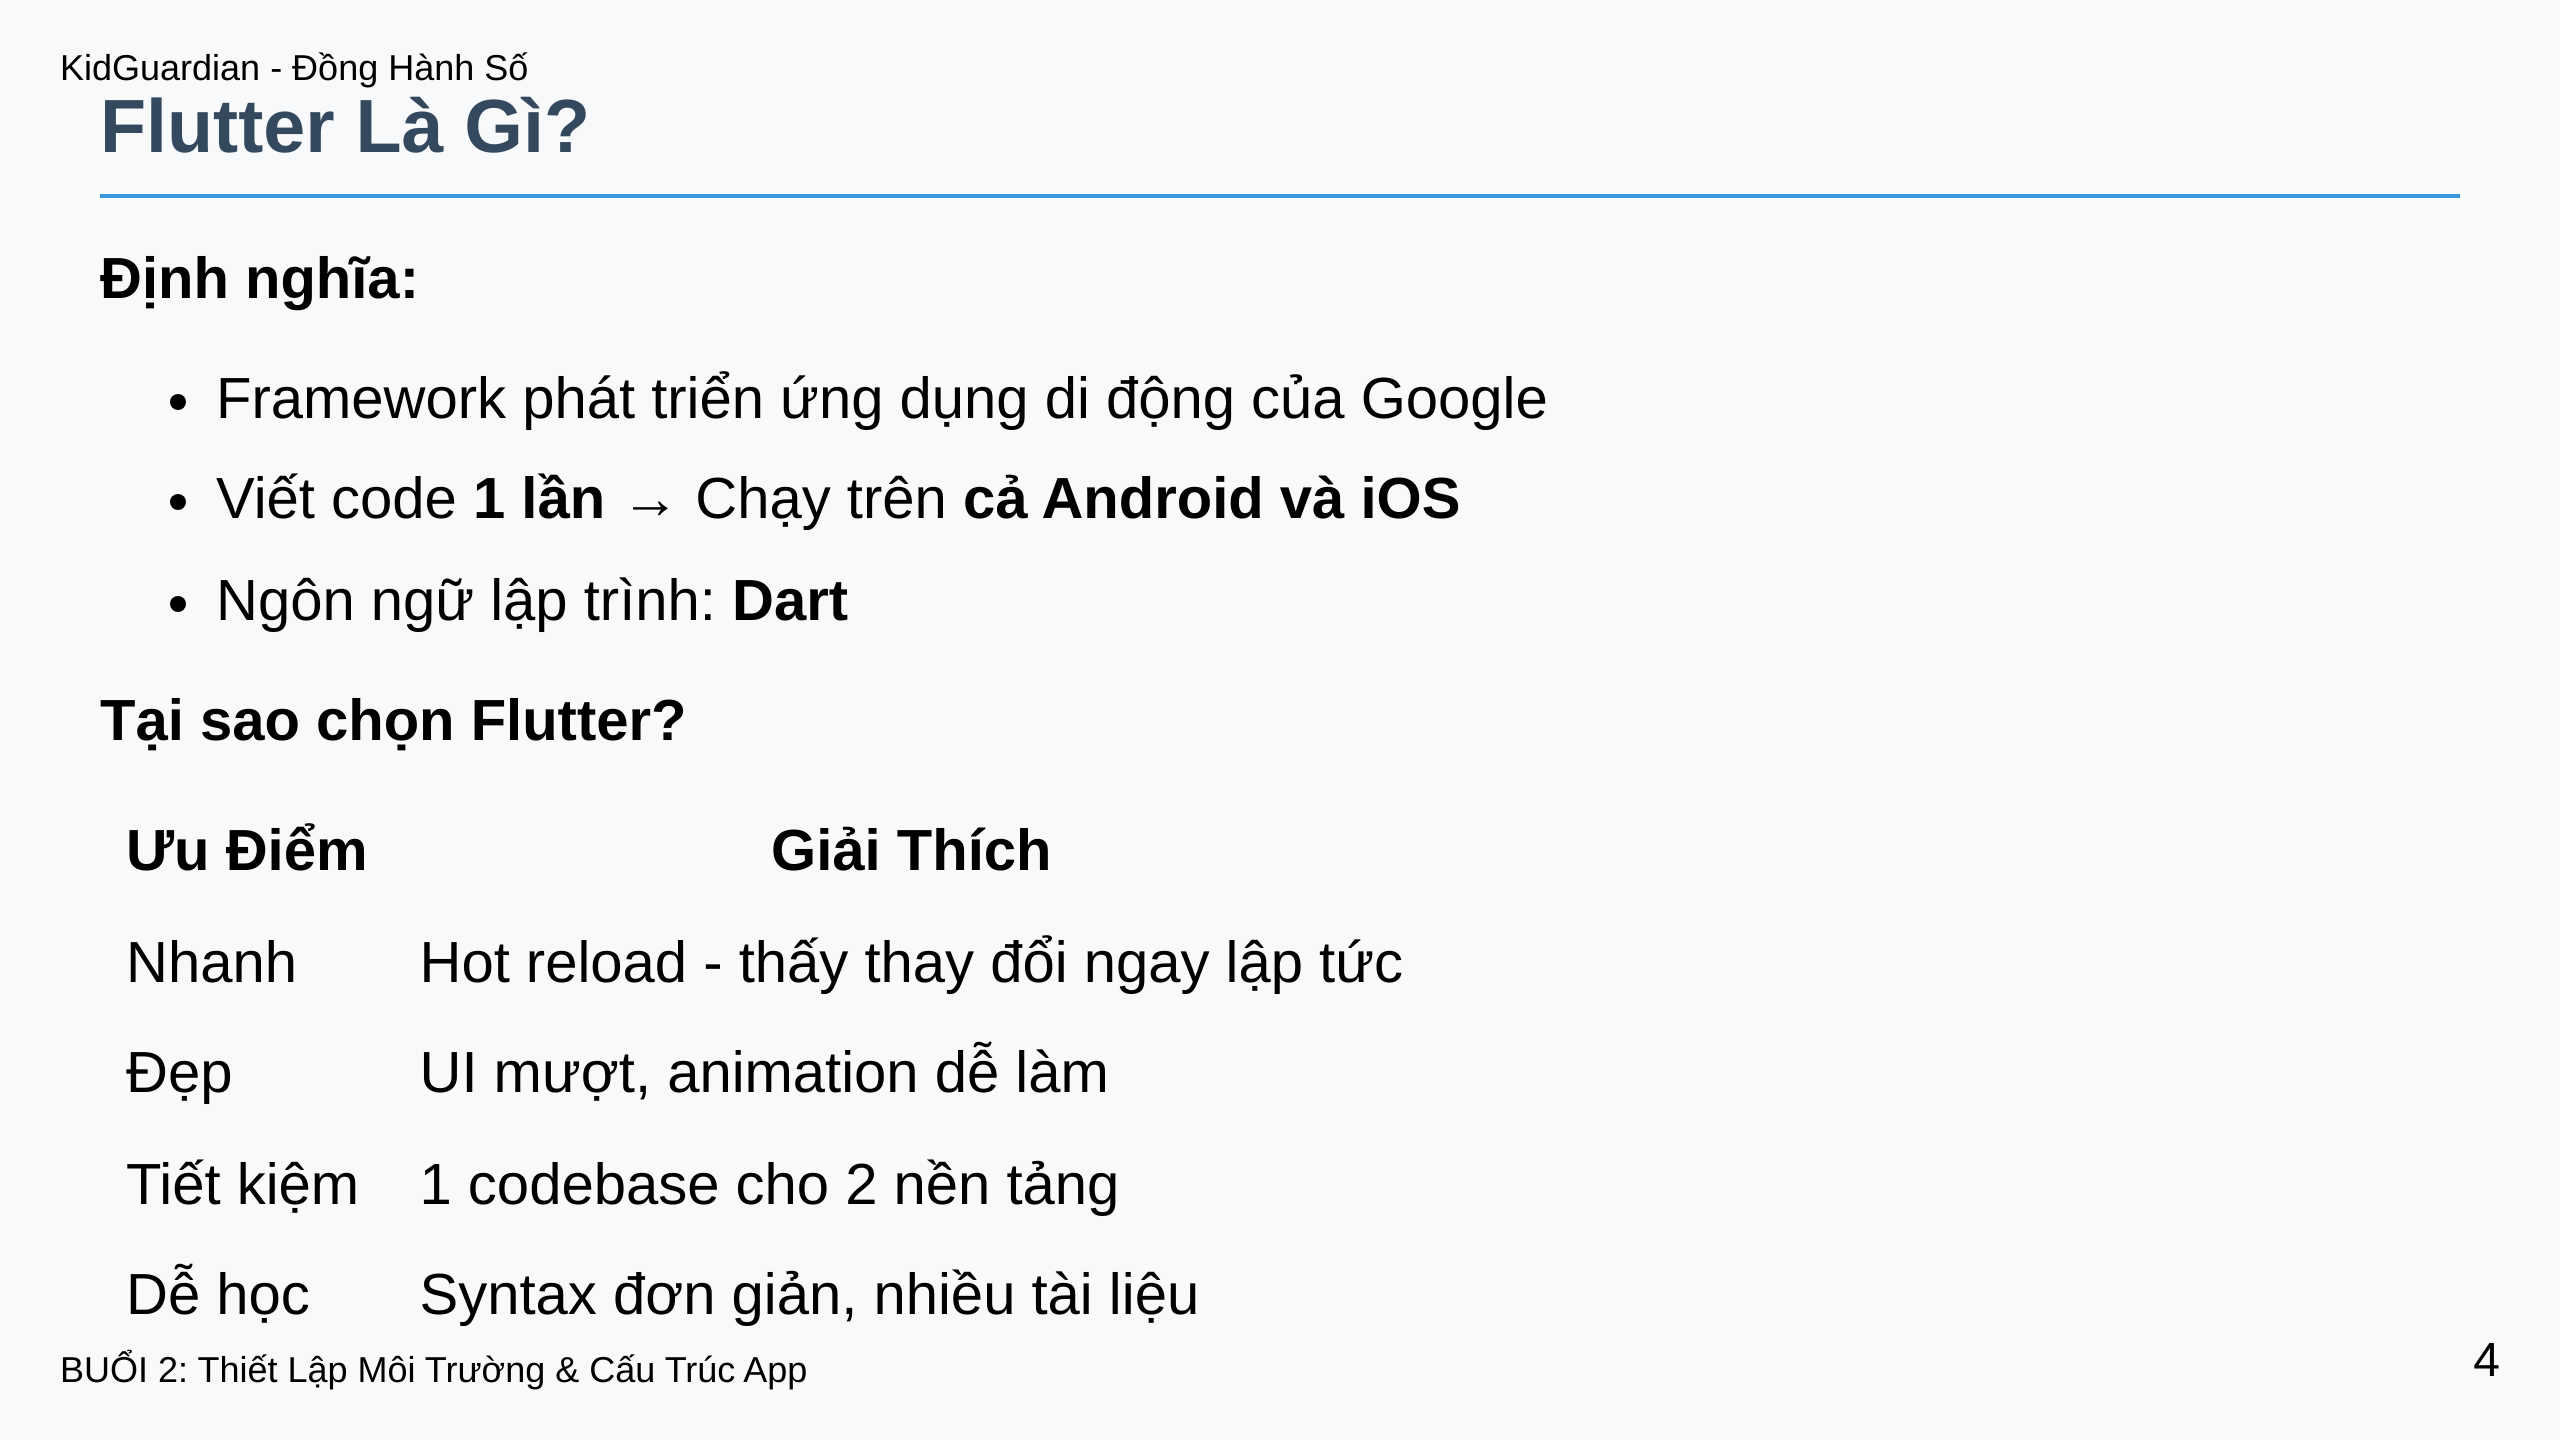 KidGuardian - Đồng Hành Số
Flutter Là Gì?
Định nghĩa:
• Framework phát triển ứng dụng di động của Google
• Viết code 1 lần → Chạy trên cả Android và iOS
• Ngôn ngữ lập trình: Dart
Tại sao chọn Flutter?
Ưu Điểm Giải Thích
Nhanh Hot reload - thấy thay đổi ngay lập tức
Đẹp UI mượt, animation dễ làm
Tiết kiệm 1 codebase cho 2 nền tảng
Dễ học Syntax đơn giản, nhiều tài liệu
BUỔI 2: Thiết Lập Môi Trường & Cấu Trúc App
4